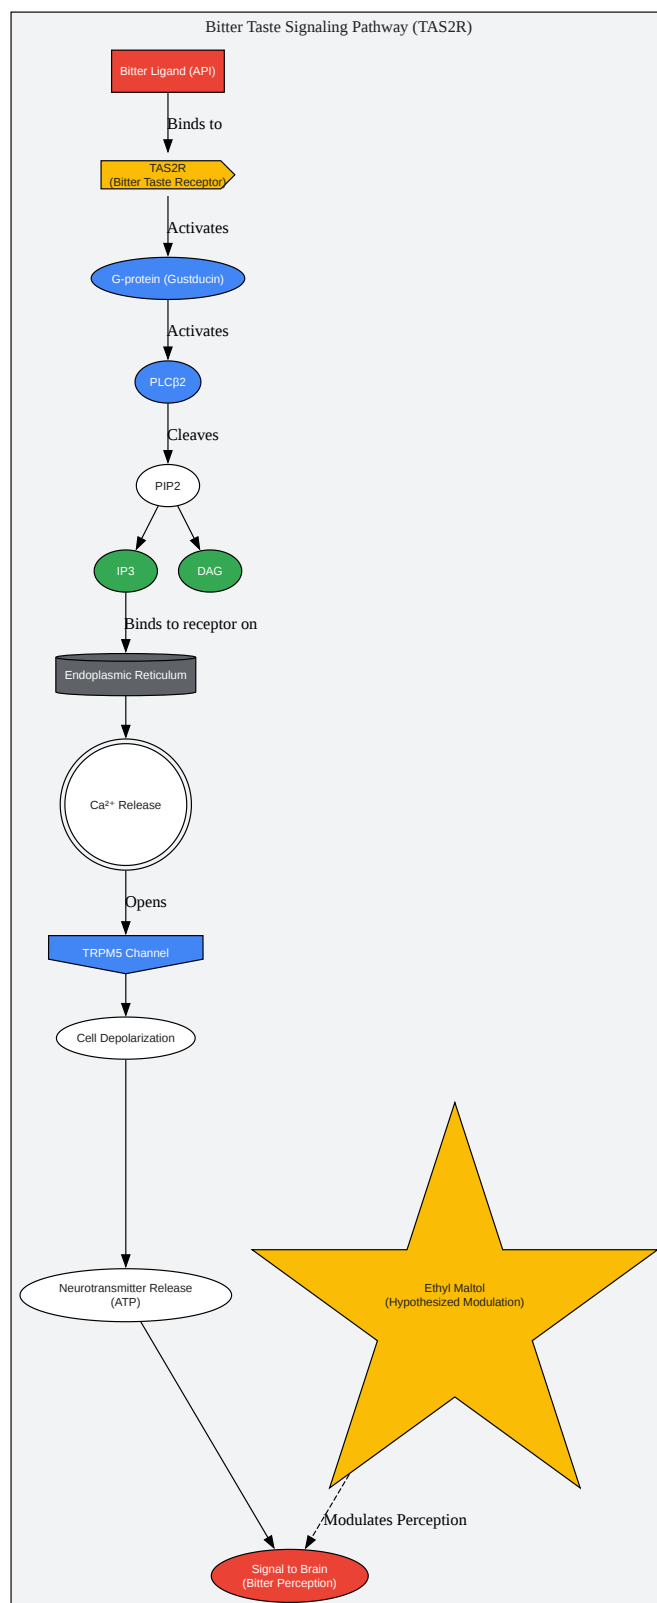 Bitter Taste Signaling Pathway (TAS2R)
Bitter Ligand (API)
Binds to
TAS2R
(Bitter Taste Receptor)
Activates
G-protein (Gustducin)
Activates
PLCβ2
Cleaves
PIP2
IP3
DAG
Binds to receptor on
Endoplasmic Reticulum
Ca²⁺ Release
Opens
TRPM5 Channel
Cell Depolarization
Neurotransmitter Release
(ATP)
Ethyl Maltol
(Hypothesized Modulation)
Modulates Perception
Signal to Brain
(Bitter Perception)